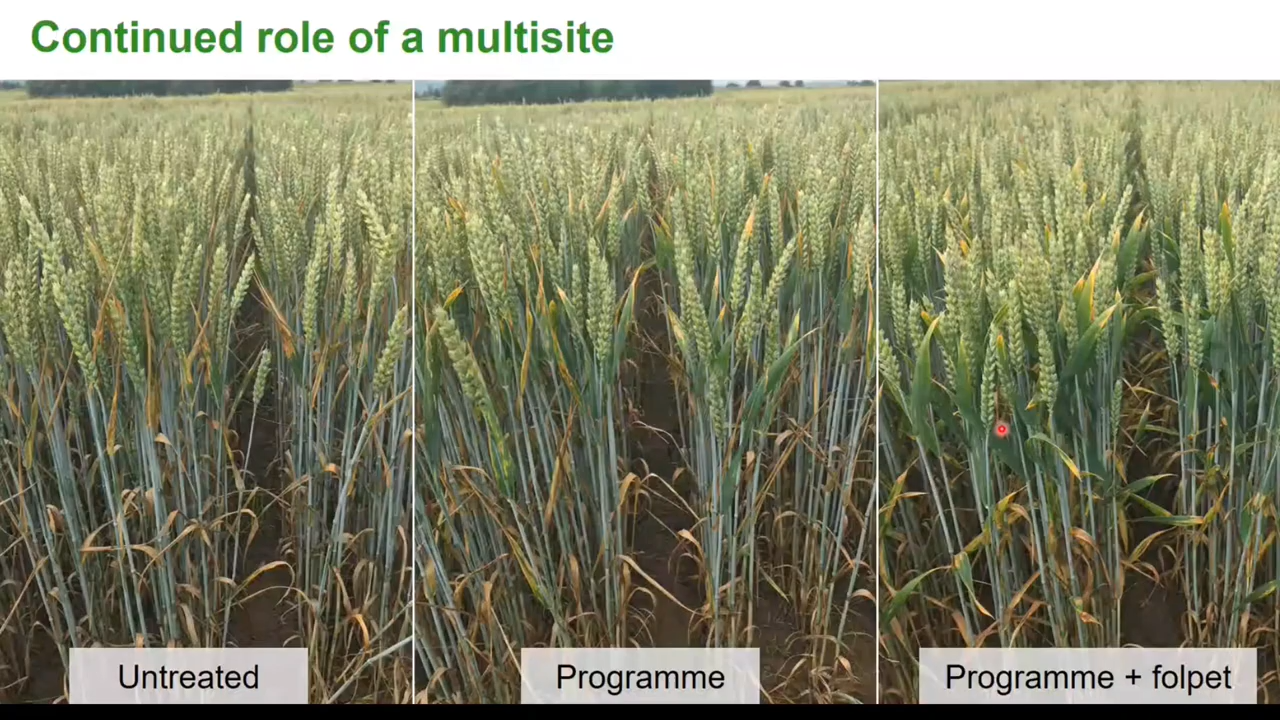 Continued role of a multisite
Untreated
Programme
Programme + folpet